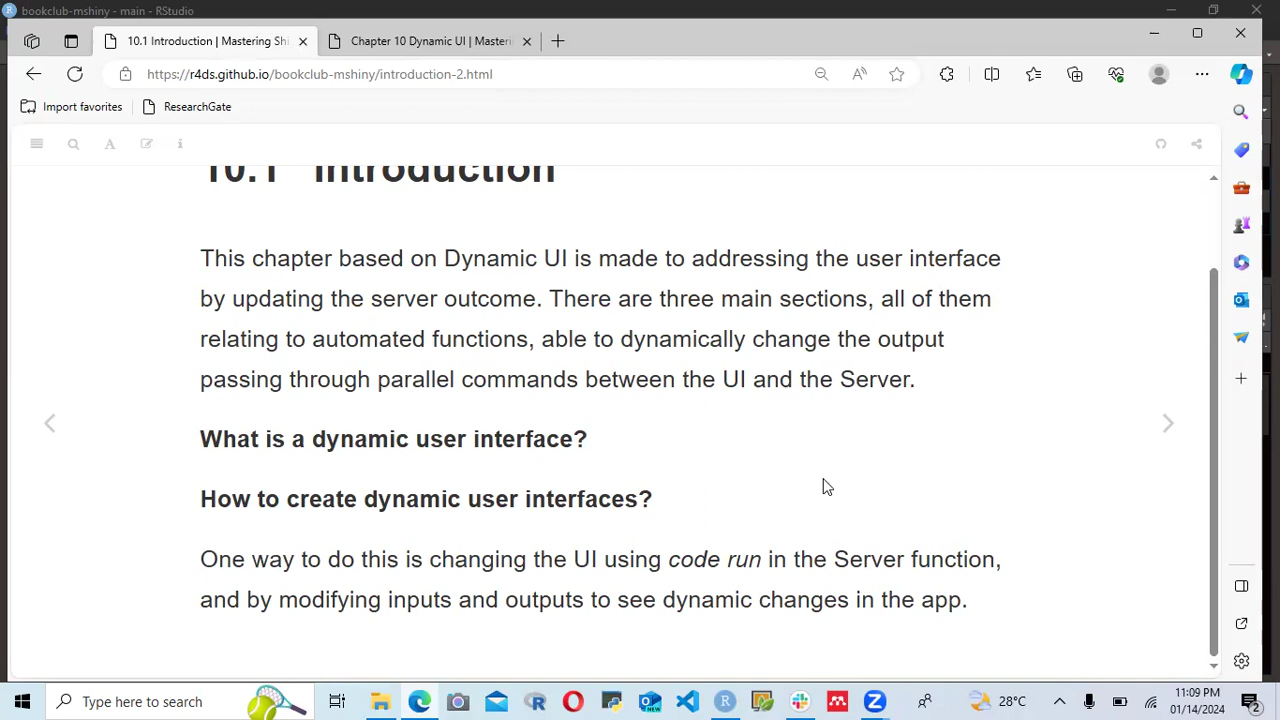 bookclub-mshiny - main - RStudio
10.1 Introduction | Mastering Shi
Chapter 10 Dynamic UI | Masteri
https://r4ds.github.io/bookclub-mshiny/introduction-2.html
Import favorites
ResearchGate
10.1 Introduction
This chapter based on Dynamic UI is made to addressing the user interface
by updating the server outcome. There are three main sections, all of them
relating to automated functions, able to dynamically change the output
passing through parallel commands between the UI and the Server.
What is a dynamic user interface?
How to create dynamic user interfaces?
One way to do this is changing the UI using code run in the Server function,
and by modifying inputs and outputs to see dynamic changes in the app.
Type here to search
28°C
11:09 PM
01/14/2024
2